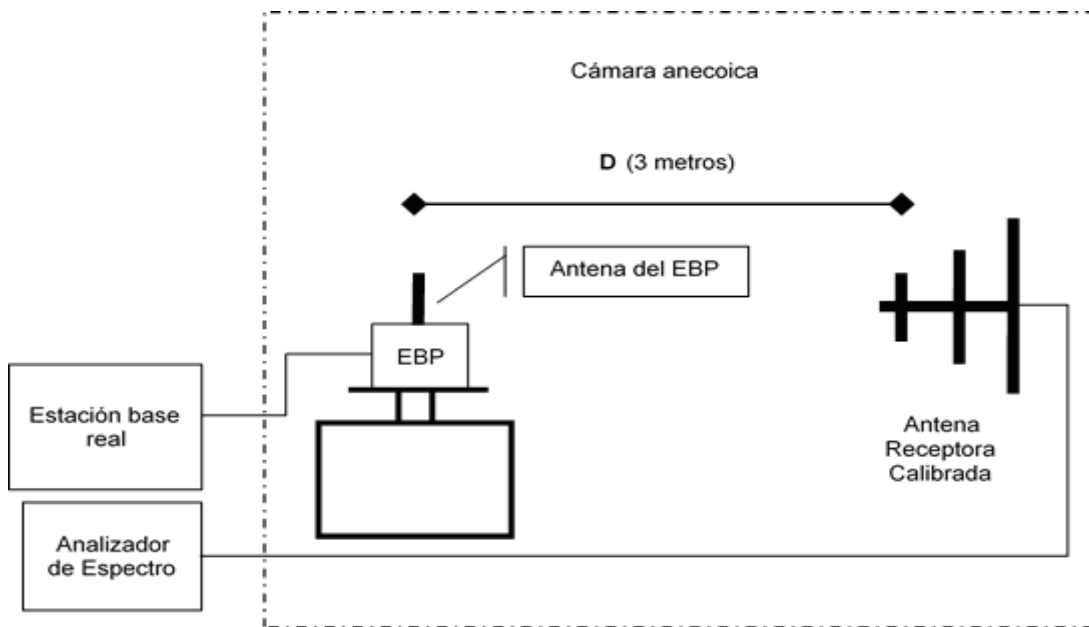 Cámara anecoica
D (3 metros)
Antena del EBP
EBP
Estación base
real
Antena
Receptora
Calibrada
Analizador
de Espectro